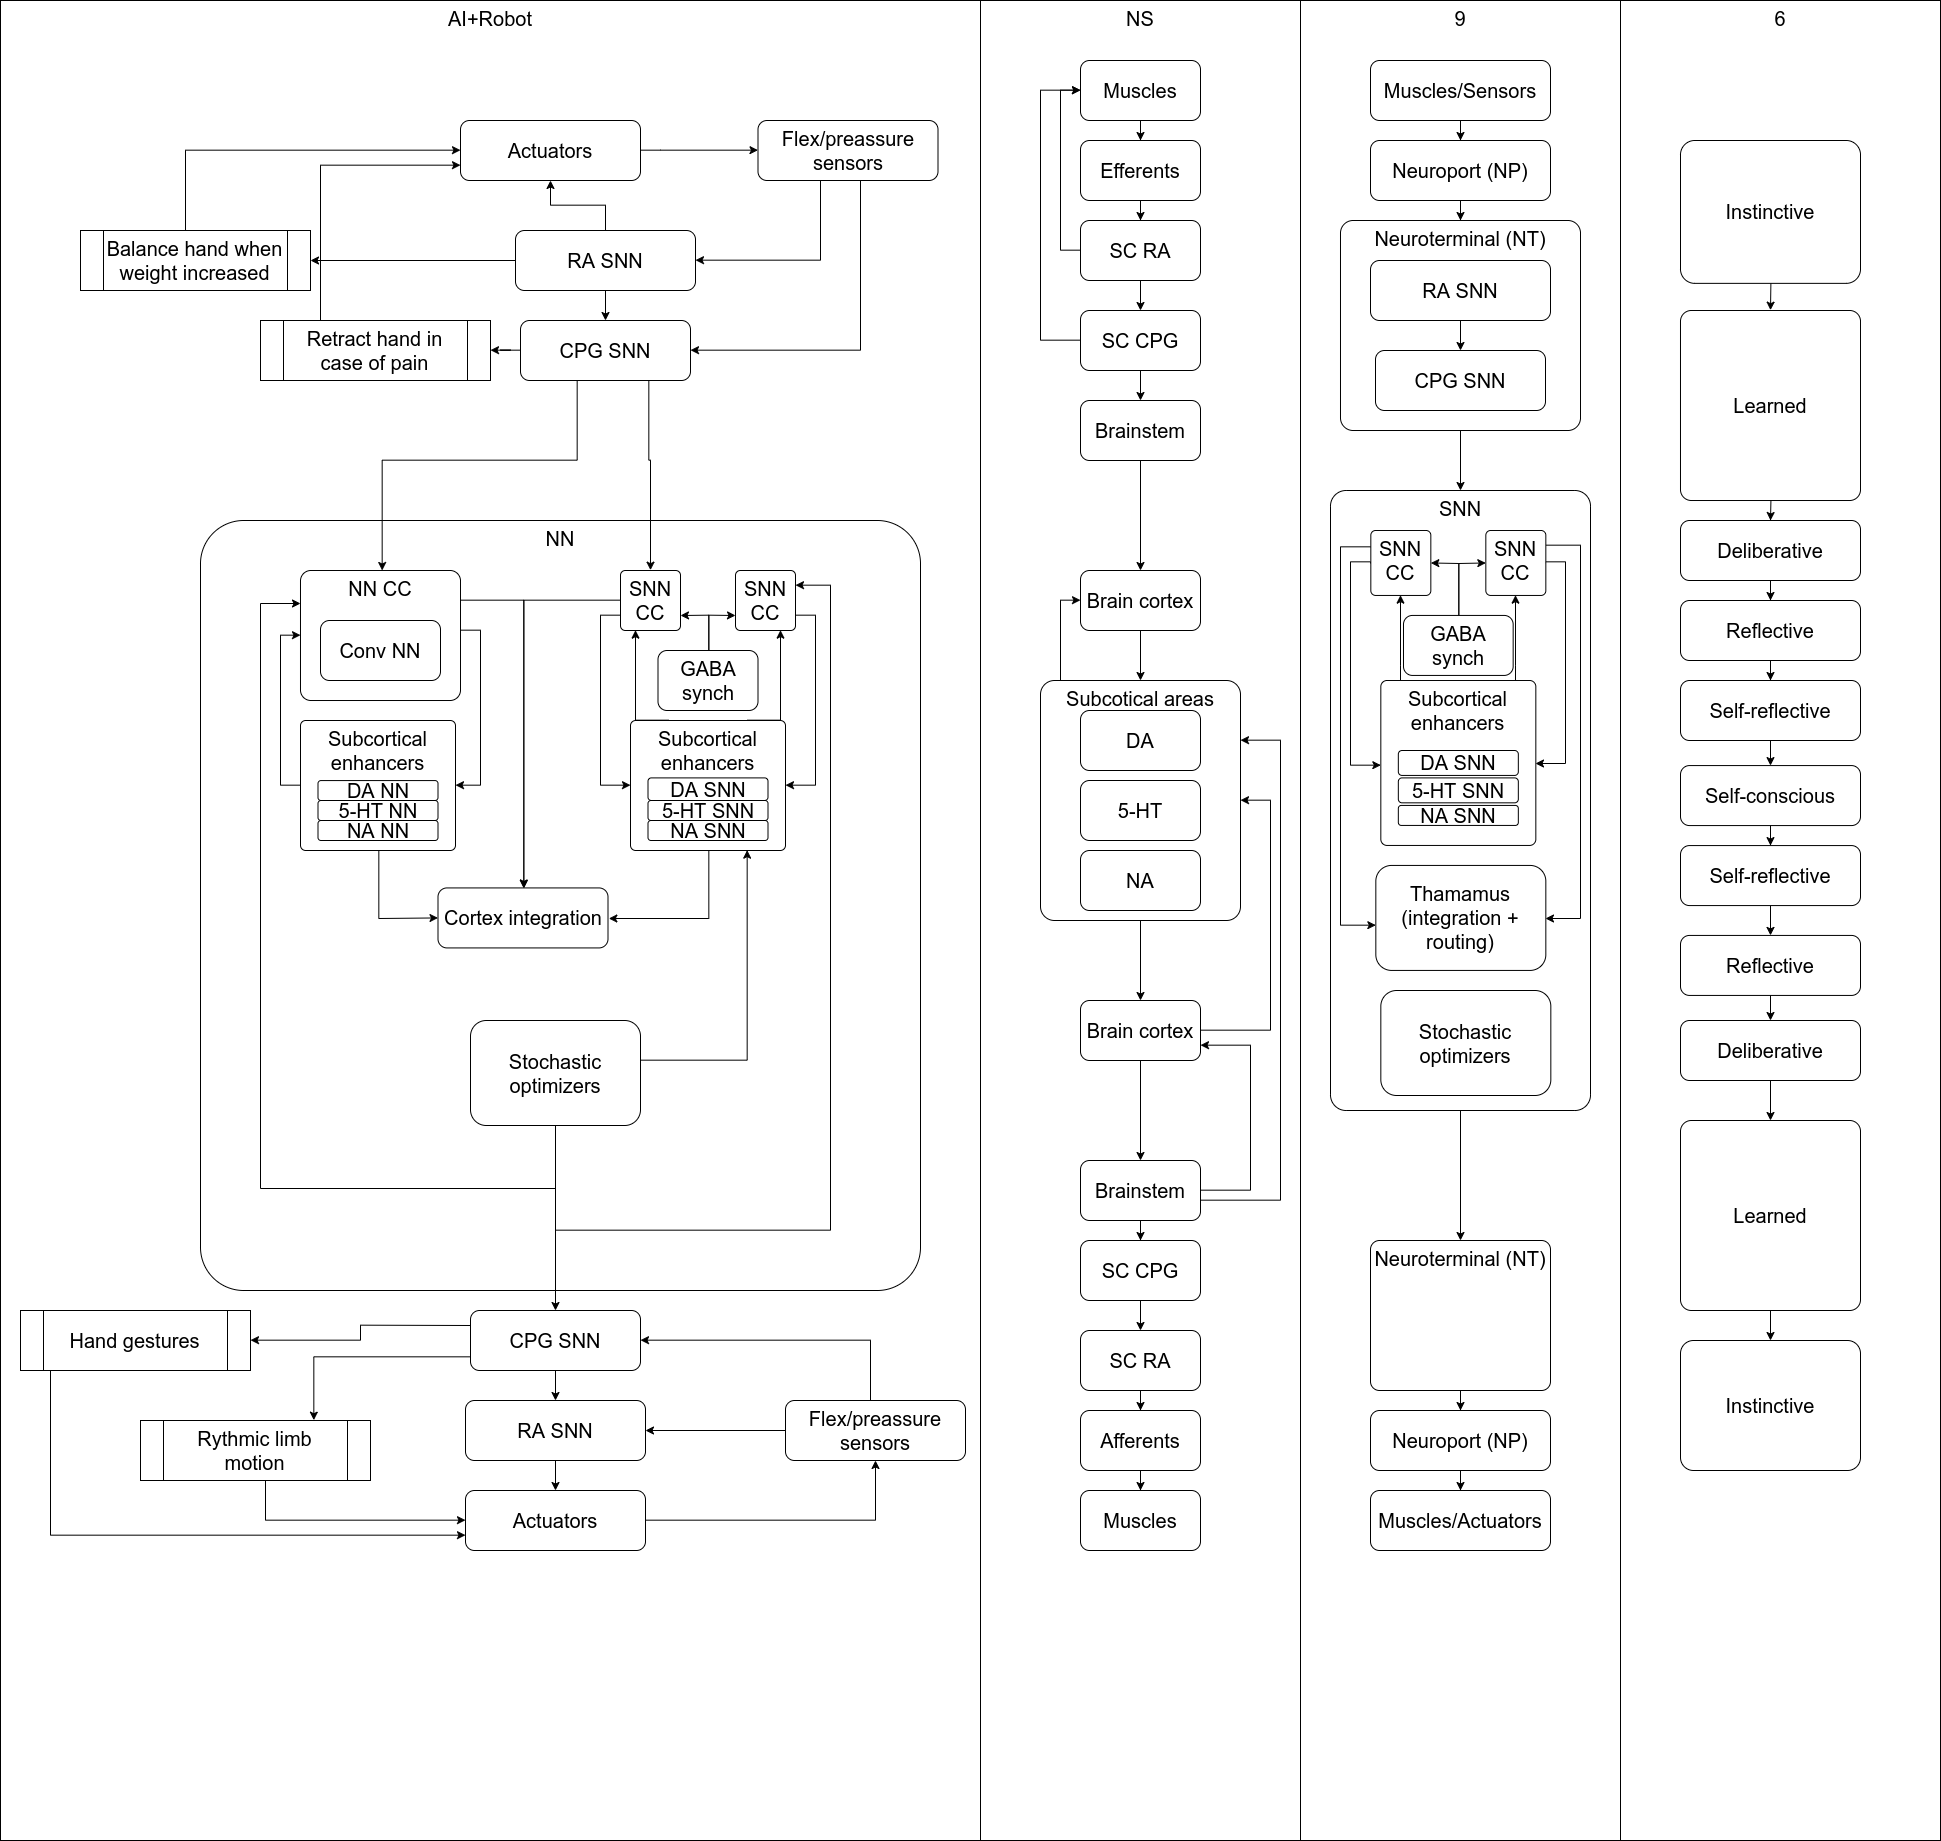 AI+Robot
Actuators
Flex/preassure
sensors
RA SNN
Balance hand when
weight increased
CPG SNN
Retract hand in
case of pain
NN
NN CC
Conv NN
SNN
CC
SNN
CC
GABA
synch
Subcortical
enhancers
DA NN
5-HT NN
NA NN
Subcortical
enhancers
DA SNN
5-HT SNN
NA SNN
Cortex integration
Stochastic
optimizers
CPG SNN
Hand gestures
Rythmic limb
motion
RA SNN
Flex/preassure
sensors
Actuators
NS
Muscles
Efferents
SC RA
SC CPG
Brainstem
Brain cortex
Subcotical areas
DA
5-HT
NA
Brain cortex
Brainstem
SC CPG
SC RA
Afferents
Muscles
9
Muscles/Sensors
Neuroport (NP)
Neuroterminal (NT)
RA SNN
CPG SNN
SNN
SNN
CC
SNN
CC
GABA
synch
Subcortical
enhancers
DA SNN
5-HT SNN
NA SNN
Thamamus
(integration +
routing)
Stochastic
optimizers
Neuroterminal (NT)
Neuroport (NP)
Muscles/Actuators
6
Instinctive
Learned
Deliberative
Reflective
Self-reflective
Self-conscious
Self-reflective
Reflective
Deliberative
Learned
Instinctive